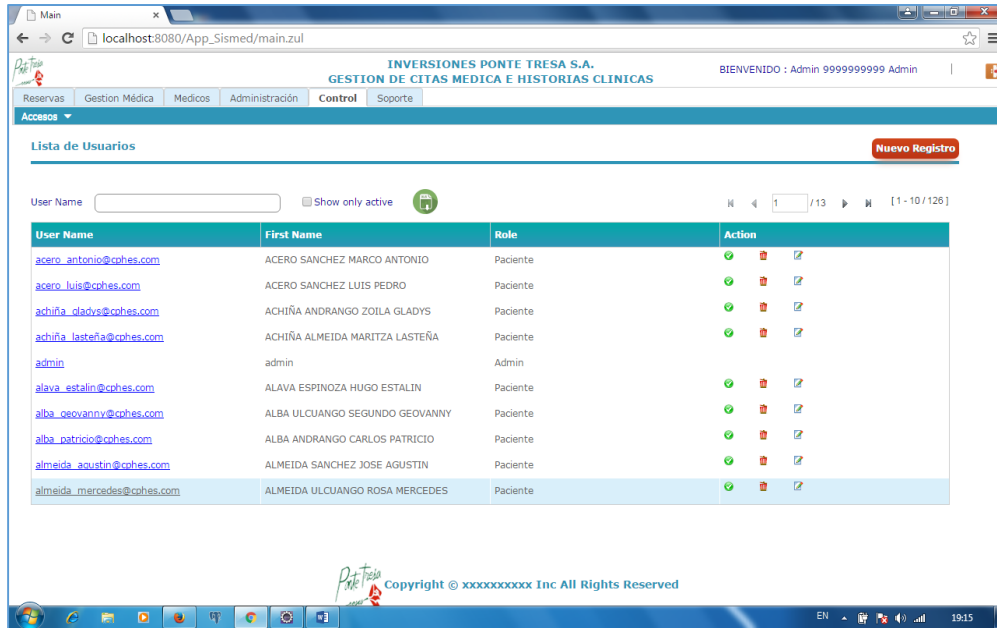 Main
localhost:8080/App_Sismed/main.zul
Ponte Tresa
INVERSIONES PONTE TRESA S.A.
GESTION DE CITAS MEDICA E HISTORIAS CLINICAS
BIENVENIDO : Admin 9999999999 Admin
Reservas Gestion Médica Medicos Administración Control Soporte
Accesos
Lista de Usuarios
Nuevo Registro
User Name Show only active 1 / 13 [ 1 - 10 / 126 ]
User Name First Name Role Action
acero_antonio@cphes.com ACERO SANCHEZ MARCO ANTONIO Paciente
acero_luis@cphes.com ACERO SANCHEZ LUIS PEDRO Paciente
achiña_gladys@cphes.com ACHIÑA ANDRANGO ZOILA GLADYS Paciente
achiña_lasteña@cphes.com ACHIÑA ALMEIDA MARITZA LASTEÑA Paciente
admin admin Admin
alava_estalin@cphes.com ALAVA ESPINOZA HUGO ESTALIN Paciente
alba_geovanny@cphes.com ALBA ULCUANGO SEGUNDO GEOVANNY Paciente
alba_patricio@cphes.com ALBA ANDRANGO CARLOS PATRICIO Paciente
almeida_agustin@cphes.com ALMEIDA SANCHEZ JOSE AGUSTIN Paciente
almeida_mercedes@cphes.com ALMEIDA ULCUANGO ROSA MERCEDES Paciente
Ponte Tresa
Copyright © xxxxxxxxxx Inc All Rights Reserved
EN 19:15